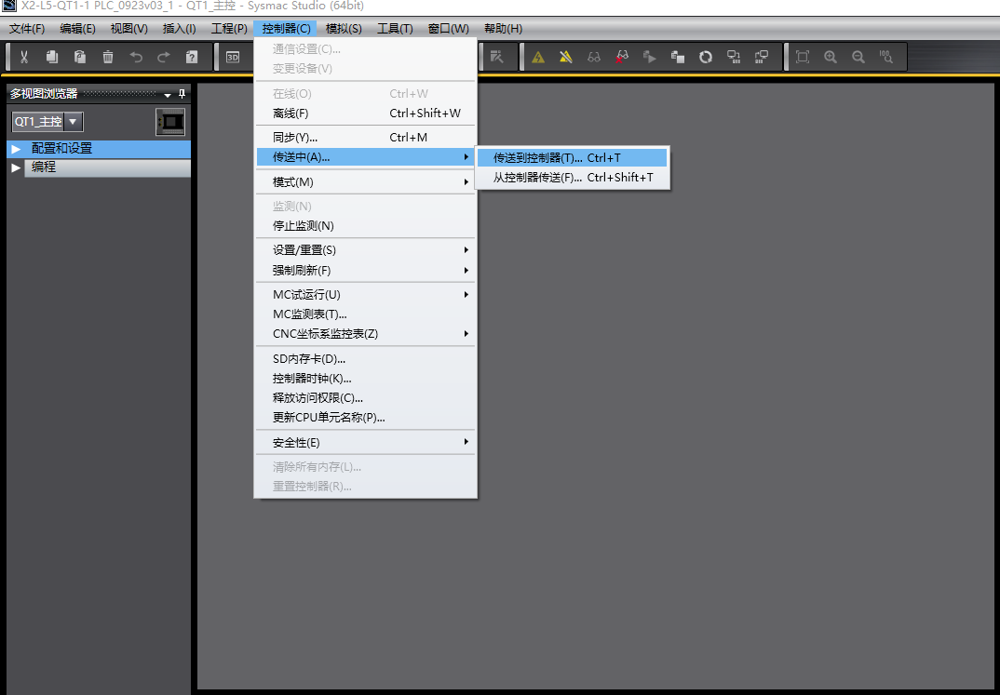 X2-L5-QT1-1 PLC_0923v03_1 - QT1_主控 - Sysmac Studio (64bit)
文件(F) 编辑(E) 视图(V) 插入(I) 工程(P) 控制器(C) 模拟(S) 工具(T) 窗口(W) 帮助(H)
3D
多视图浏览器
QT1_主控
配置和设置
编程
通信设置(C)...
变更设备(V)
在线(O) Ctrl+W
离线(F) Ctrl+Shift+W
同步(Y)... Ctrl+M
传送中(A)...
传送到控制器(T)... Ctrl+T
从控制器传送(F)... Ctrl+Shift+T
模式(M)
监测(N)
停止监测(N)
设置/重置(S)
强制刷新(F)
MC试运行(U)
MC监测表(T)...
CNC坐标系监控表(Z)
SD内存卡(D)...
控制器时钟(K)...
释放访问权限(C)...
更新CPU单元名称(P)...
安全性(E)
清除所有内存(L)...
重置控制器(R)...